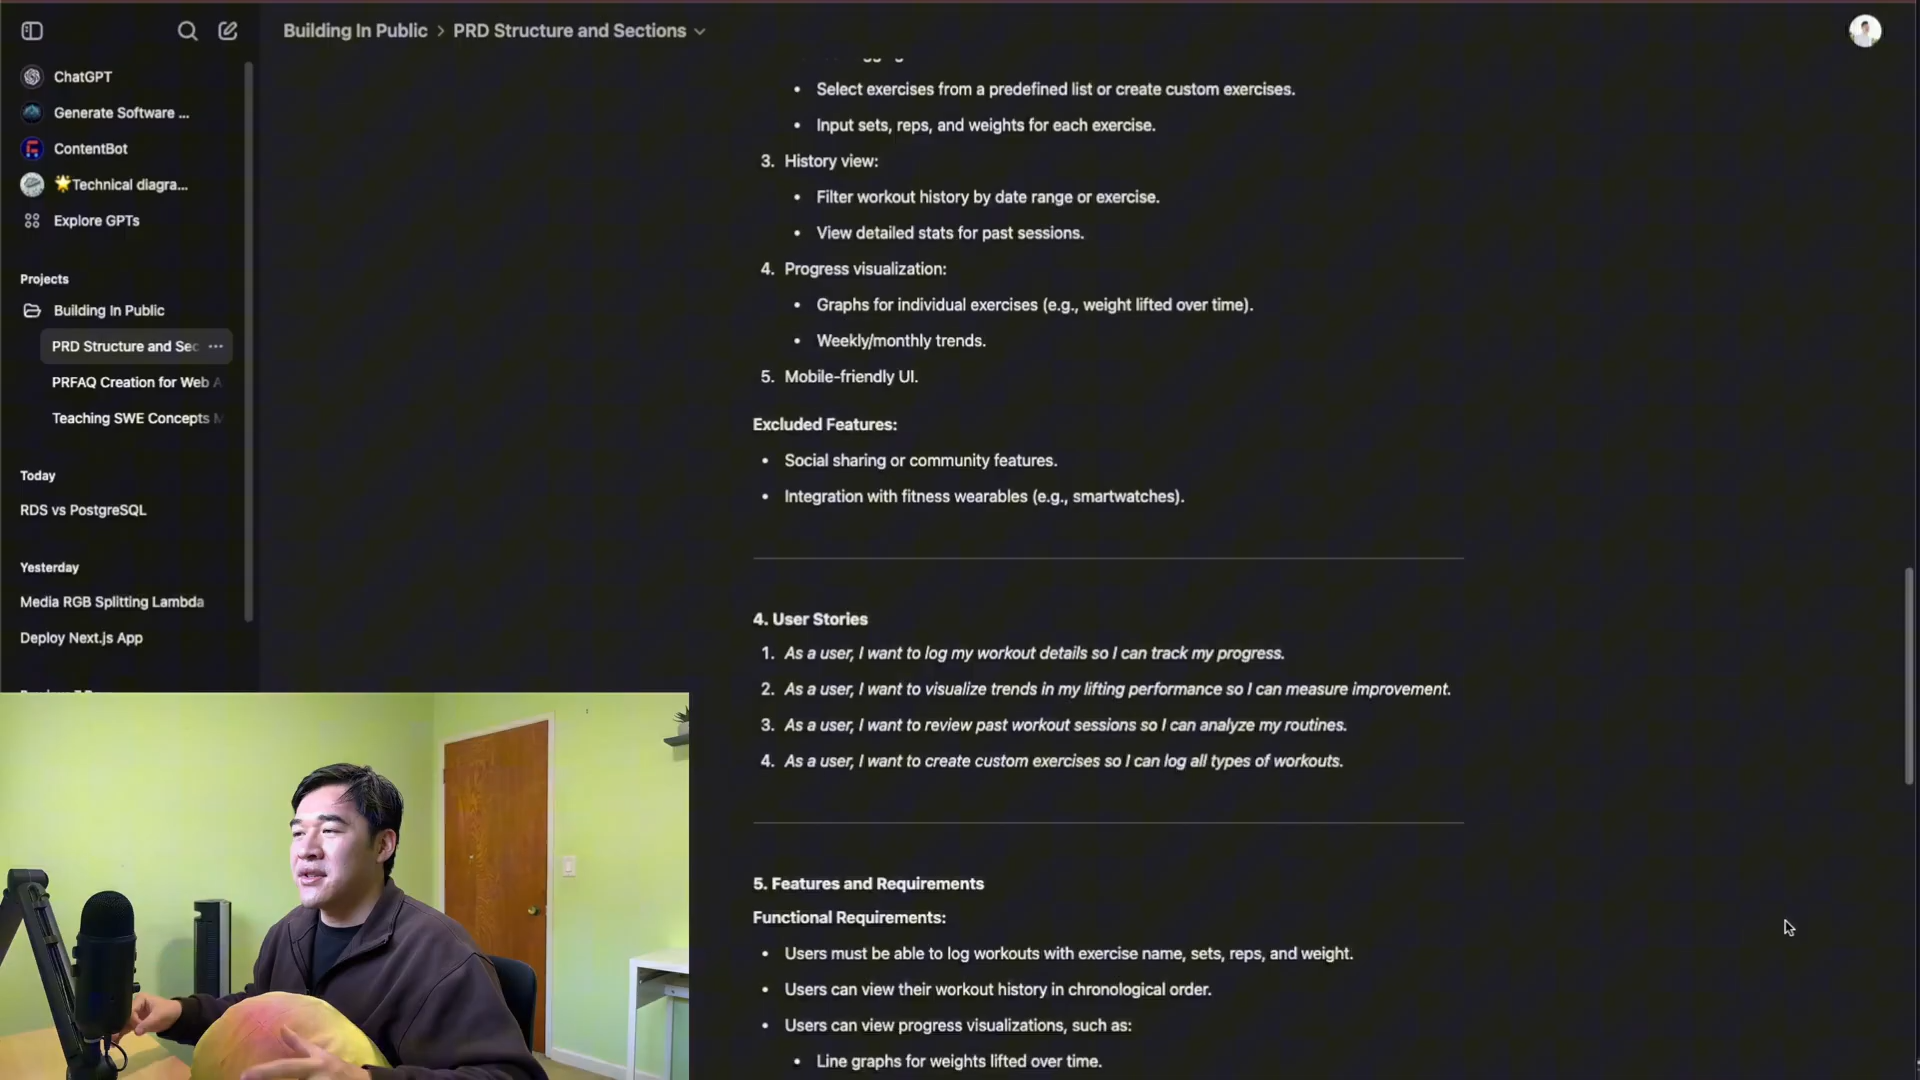 Building In Public > PRD Structure and Sections
ChatGPT
Generate Software ...
ContentBot
🌟Technical diagra...
Explore GPTs
Projects
Building In Public
PRD Structure and Sec ...
PRFAQ Creation for Web A
Teaching SWE Concepts M
Today
RDS vs PostgreSQL
Yesterday
Media RGB Splitting Lambda
Deploy Next.js App
• Select exercises from a predefined list or create custom exercises.
• Input sets, reps, and weights for each exercise.
3. History view:
• Filter workout history by date range or exercise.
• View detailed stats for past sessions.
4. Progress visualization:
• Graphs for individual exercises (e.g., weight lifted over time).
• Weekly/monthly trends.
5. Mobile-friendly UI.
Excluded Features:
• Social sharing or community features.
• Integration with fitness wearables (e.g., smartwatches).
4. User Stories
1. As a user, I want to log my workout details so I can track my progress.
2. As a user, I want to visualize trends in my lifting performance so I can measure improvement.
3. As a user, I want to review past workout sessions so I can analyze my routines.
4. As a user, I want to create custom exercises so I can log all types of workouts.
5. Features and Requirements
Functional Requirements:
• Users must be able to log workouts with exercise name, sets, reps, and weight.
• Users can view their workout history in chronological order.
• Users can view progress visualizations, such as:
• Line graphs for weights lifted over time.